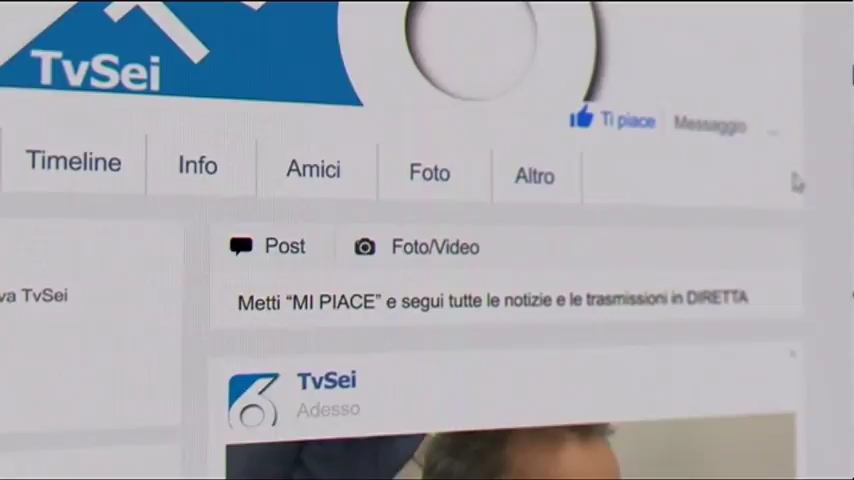 TvSei
Ti piace Messaggio
Timeline Info Amici Foto Altro
Post Foto/Video
va TvSei
Metti “MI PIACE” e segui tutte le notizie e le trasmissioni in DIRETTA
TvSei
Adesso